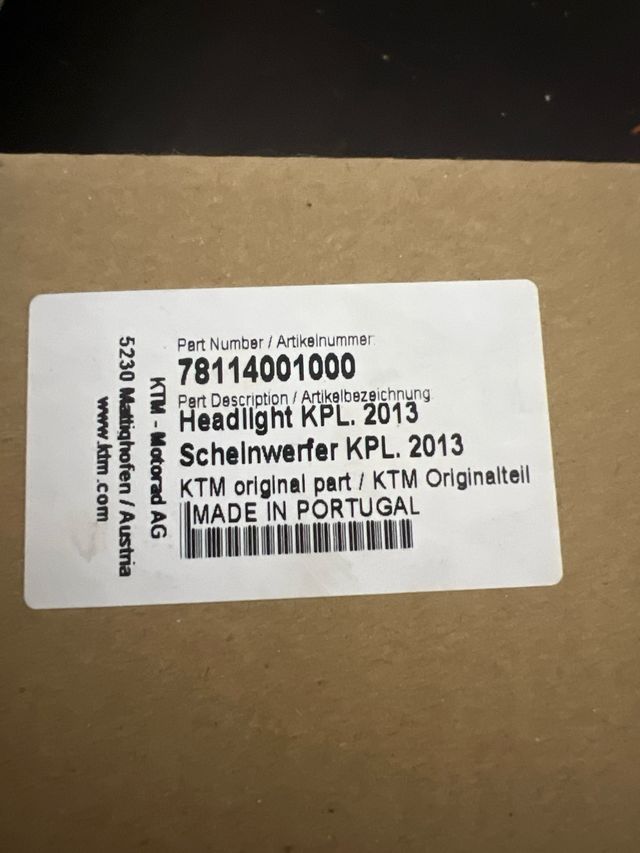 Part Number / Artikelnummer:
78114001000
Part Description / Artikelbezeichnung
Headlight KPL. 2013
Scheinwerfer KPL. 2013
KTM original part / KTM Originalteil
MADE IN PORTUGAL
KTM - Motorad AG
5230 Mattighofen / Austria
www.ktm.com